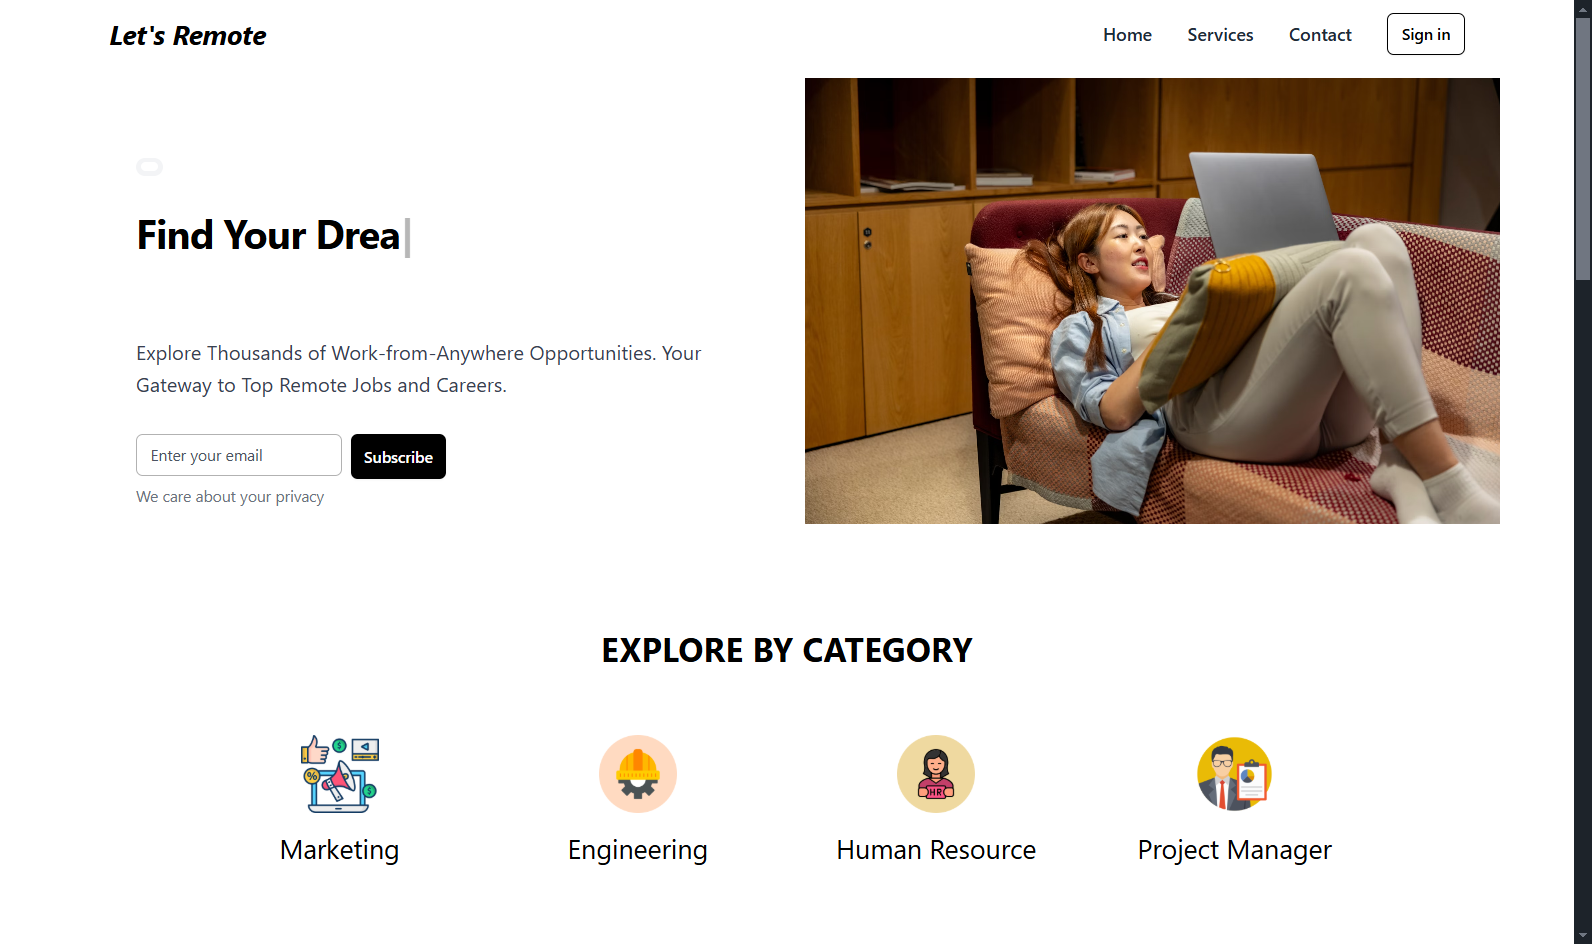 Let's Remote
Home
Services
Contact
Sign in
Find Your Drea
Explore Thousands of Work-from-Anywhere Opportunities. Your
Gateway to Top Remote Jobs and Careers.
Enter your email
Subscribe
We care about your privacy
EXPLORE BY CATEGORY
$
%
$
HR
Marketing
Engineering
Human Resource
Project Manager